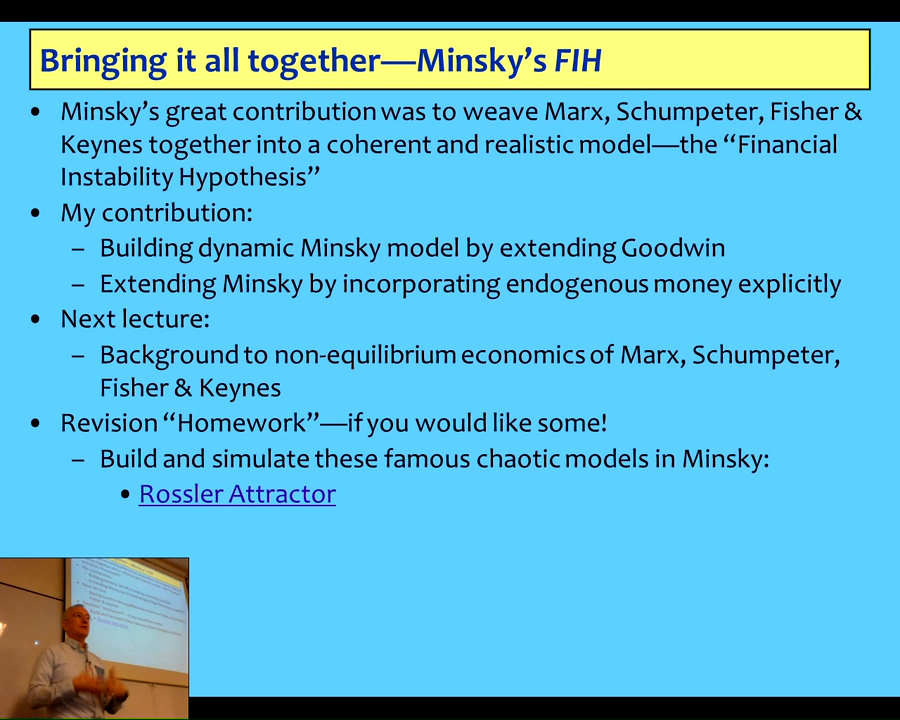 Bringing it all together—Minsky's FIH
• Minsky's great contribution was to weave Marx, Schumpeter, Fisher &
Keynes together into a coherent and realistic model—the “Financial
Instability Hypothesis”
• My contribution:
– Building dynamic Minsky model by extending Goodwin
– Extending Minsky by incorporating endogenous money explicitly
• Next lecture:
– Background to non-equilibrium economics of Marx, Schumpeter,
Fisher & Keynes
• Revision “Homework”—if you would like some!
– Build and simulate these famous chaotic models in Minsky:
• Rossler Attractor